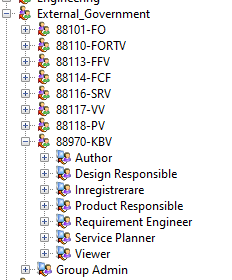 Engineering
External_Government
88101-FO
88110-FORTV
88113-FFV
88114-FCF
88116-SRV
88117-VV
88118-PV
88970-KBV
Author
Design Responsible
Inregistrerare
Product Responsible
Requirement Engineer
Service Planner
Viewer
Group Admin